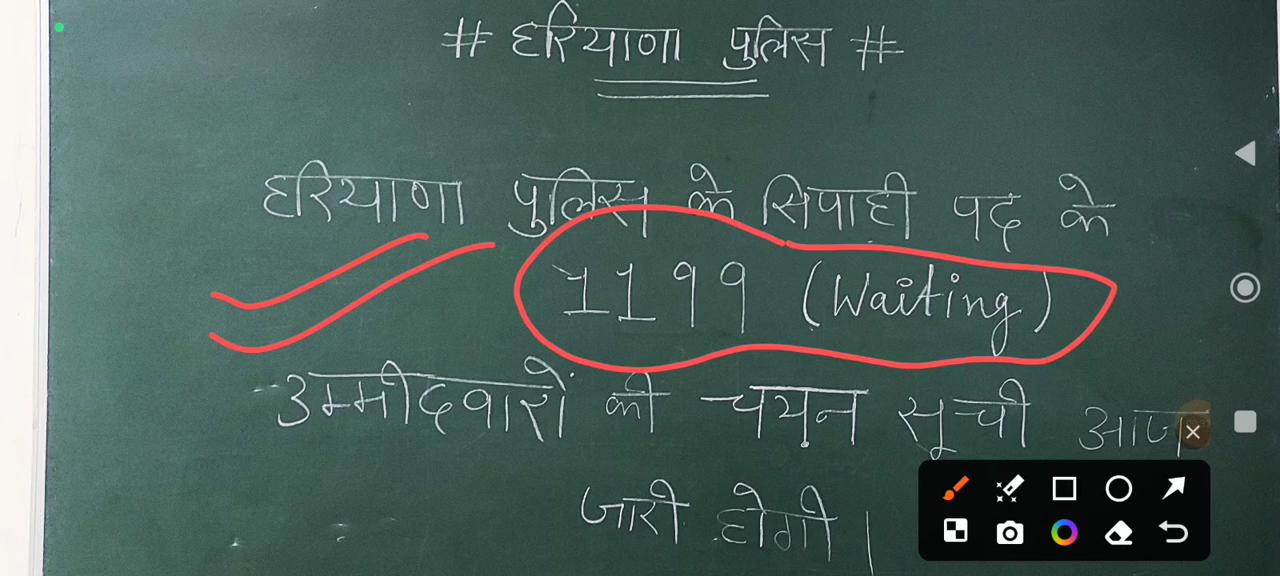 # हरियाणा पुलिस #
हरियाणा पुलिस के सिपाही पद के
1199 (Waiting)
उम्मीदवारों की चयन सूची आज
जारी होगी।